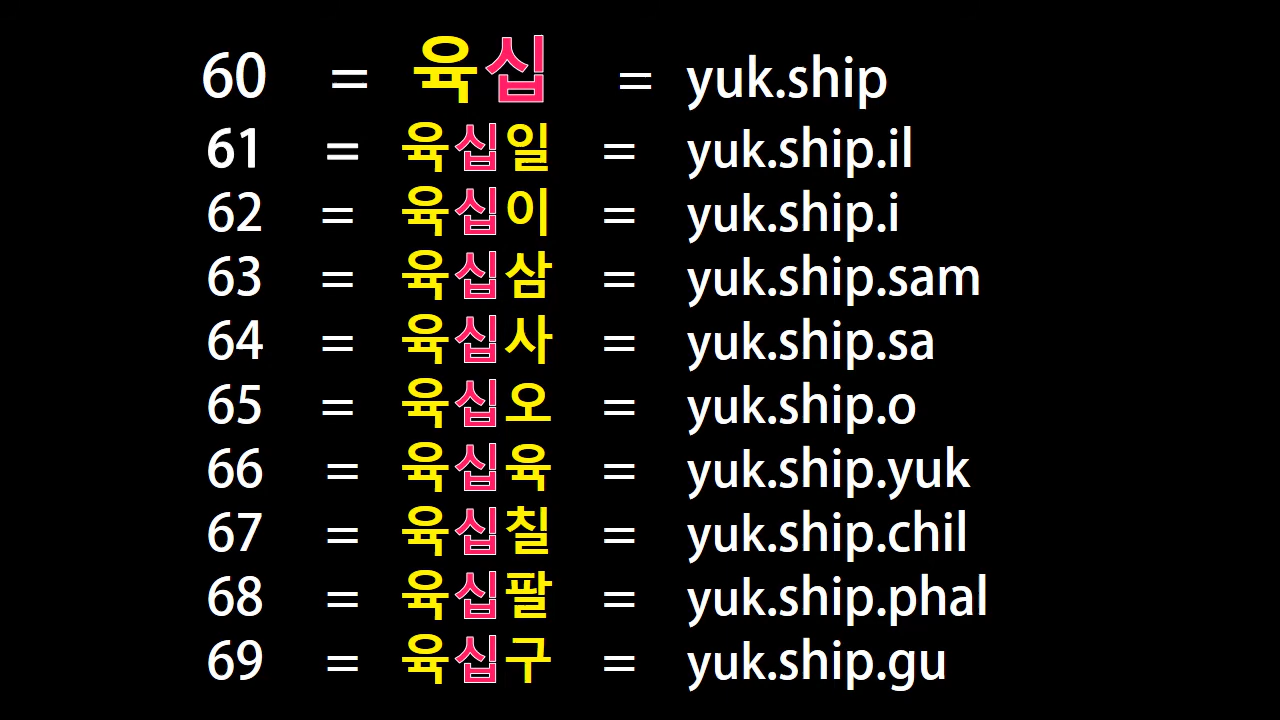 60 = 육십 = yuk.ship
61 = 육십일 = yuk.ship.il
62 = 육십이 = yuk.ship.i
63 = 육십삼 = yuk.ship.sam
64 = 육십사 = yuk.ship.sa
65 = 육십오 = yuk.ship.o
66 = 육십육 = yuk.ship.yuk
67 = 육십칠 = yuk.ship.chil
68 = 육십팔 = yuk.ship.phal
69 = 육십구 = yuk.ship.gu